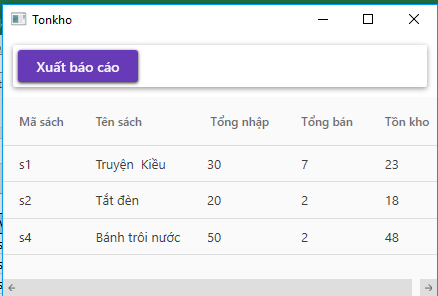 Tonkho
Xuất báo cáo
Mã sách Tên sách Tổng nhập Tổng bán Tồn kho
s1 Truyện Kiều 30 7 23
s2 Tắt đèn 20 2 18
s4 Bánh trôi nước 50 2 48